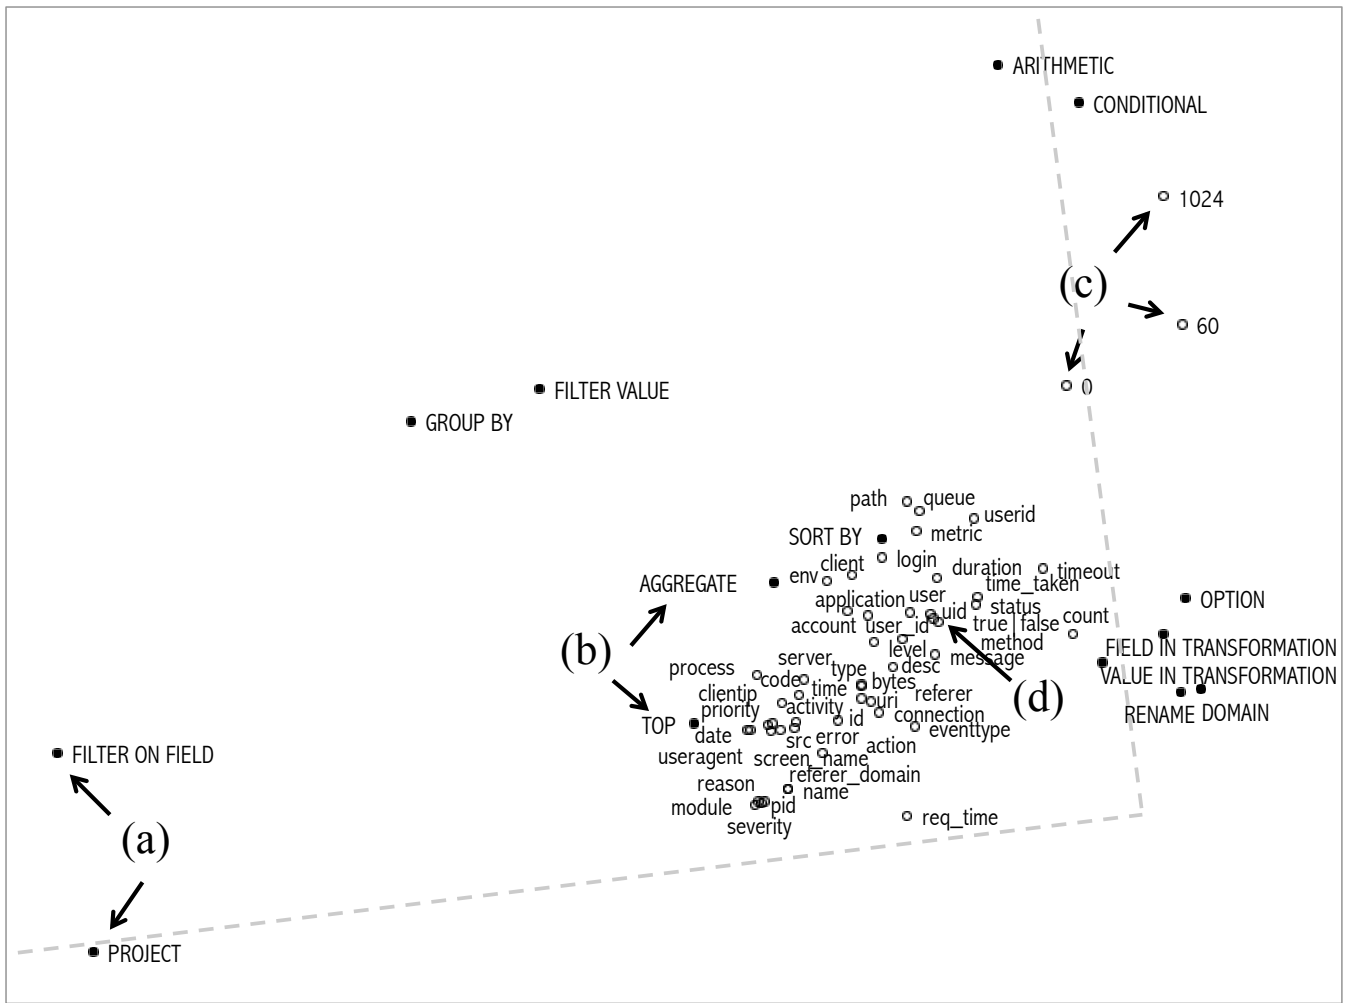 ARITHMETIC
CONDITIONAL
1024
(c)
60
0
FILTER VALUE
GROUP BY
path
queue
userid
SORT BY
metric
login
client
env
duration
timeout
AGGREGATE
time_taken
application
user
uid
status
count
OPTION
account
user_id
true|false
method
(b)
level
message
FIELD IN TRANSFORMATION
process
server
type
desc
VALUE IN TRANSFORMATION
code
bytes
clientip
time
uri
referer
(d)
priority
activity
id
connection
RENAME
DOMAIN
TOP
date
src
error
eventtype
action
useragent
screen_name
FILTER ON FIELD
referer_domain
reason
name
module
pid
req_time
severity
(a)
PROJECT